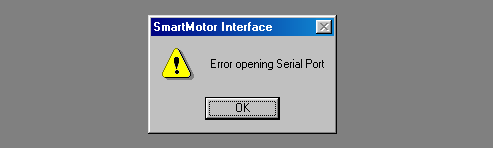 SmartMotor Interface
Error opening Serial Port
OK